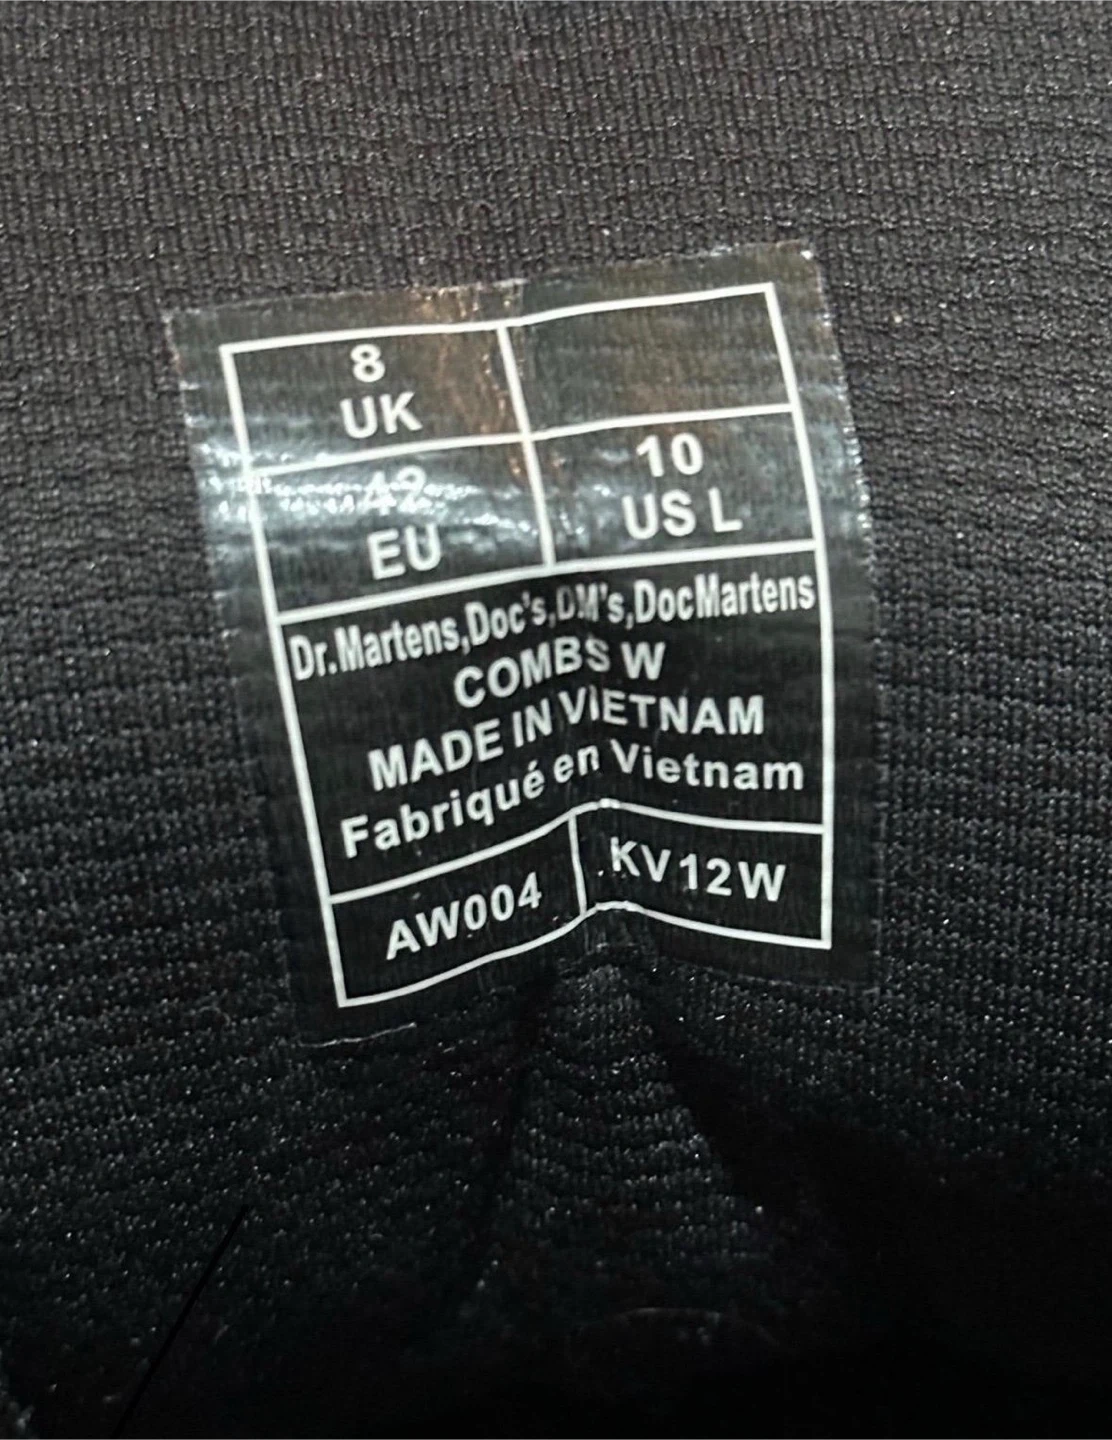 8
UK
42
EU
10
US L
Dr.Martens,Doc's,DM's,DocMartens
COMBS W
MADE IN VIETNAM
Fabriqué en Vietnam
AW004
KV12W